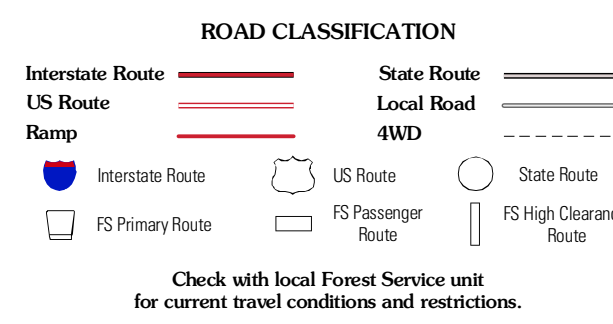 ROAD CLASSIFICATION
Interstate Route
State Route
US Route
Local Road
Ramp
4WD
Interstate Route
US Route
State Route
FS Primary Route
FS Passenger
Route
FS High
Route
Check with local Forest Service unit
for current travel conditions and restrictions.